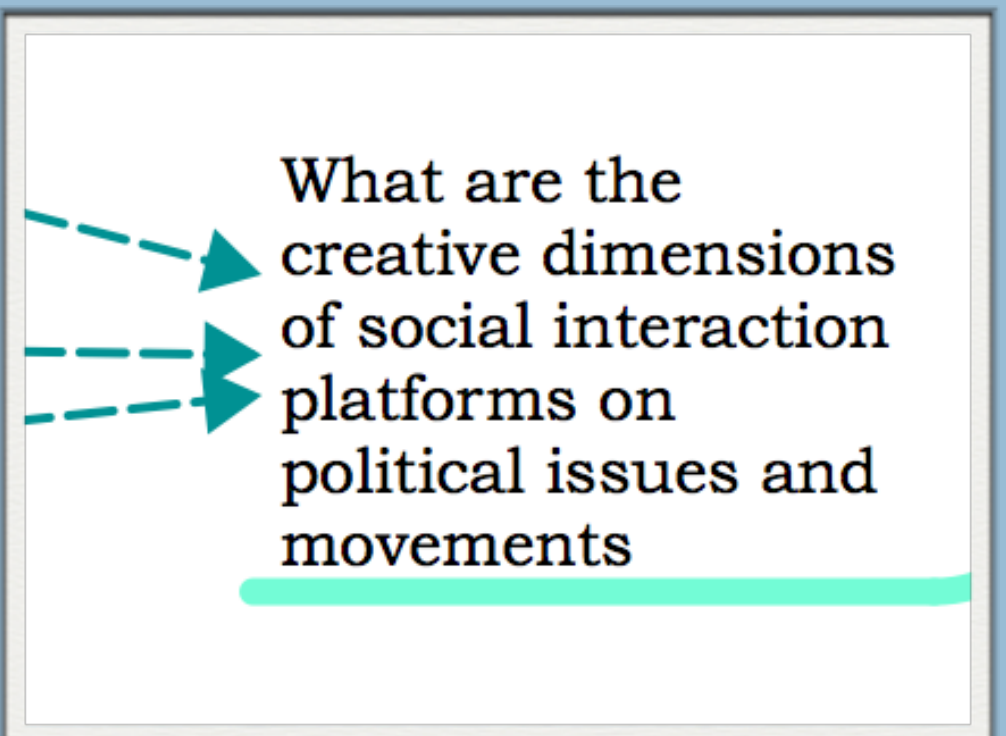 What are the
creative dimensions
of social interaction
platforms on
political issues and
movements